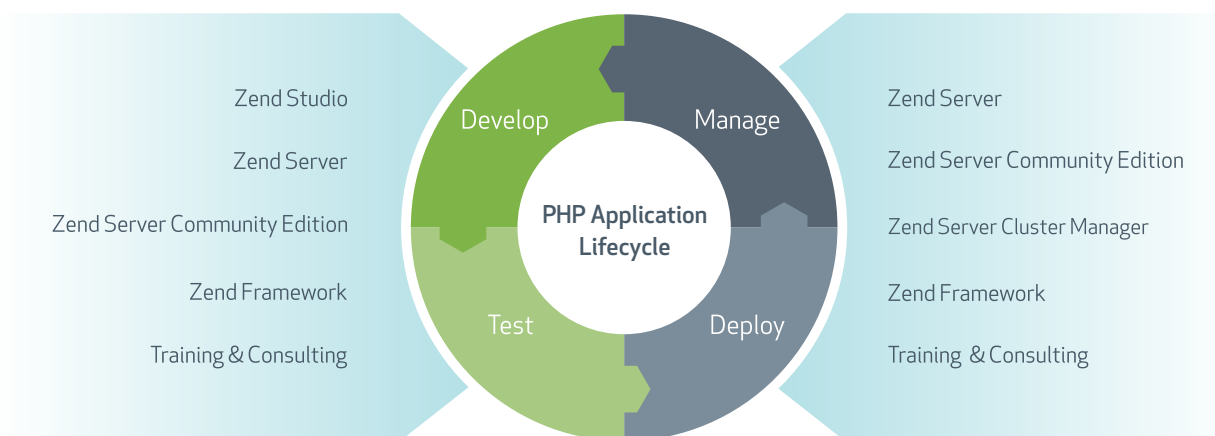 Zend Studio
Zend Server
Zend Server Community Edition
Zend Framework
Training & Consulting
Develop
Manage
PHP Application
Lifecycle
Test
Deploy
Zend Server
Zend Server Community Edition
Zend Server Cluster Manager
Zend Framework
Training & Consulting